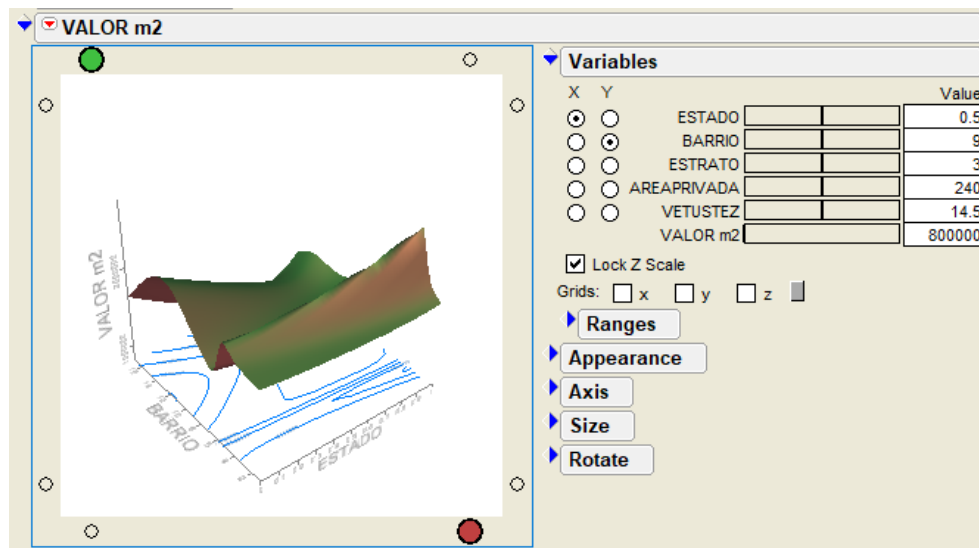 VALOR m2
Variables
X Y Value
ESTADO 0.5
BARRIO 9
ESTRATO 3
AREAPRIVADA 240
VETUSTEZ 14.5
VALOR m2 800000
Lock Z Scale
Grids: x y z
Ranges
Appearance
Axis
Size
Rotate
VALOR m2
BARRIO
ESTADO